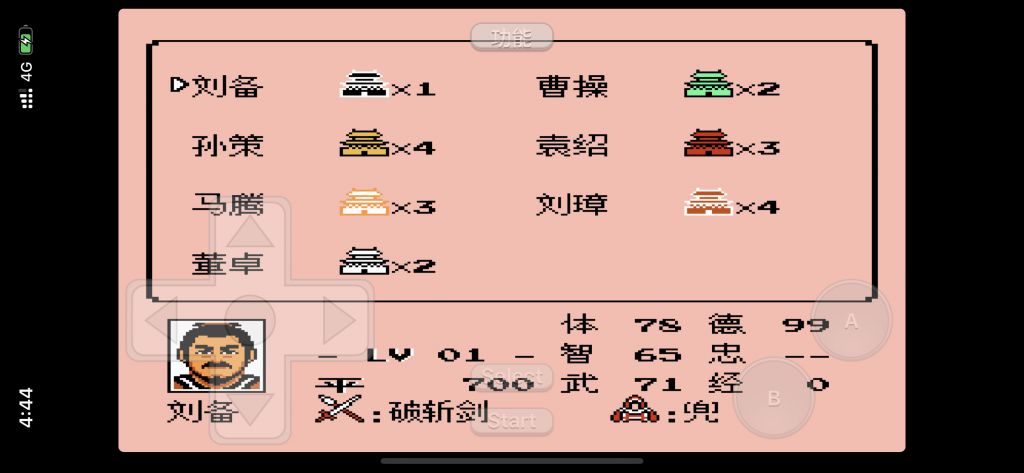 4G
4:44
功能
刘备 ×1 曹操 ×2
孙策 ×4 袁绍 ×3
马腾 ×3 刘璋 ×4
董卓 ×2
体 78 德 99
- LV 01 - 智 65 忠 --
Select
平 700 武 71 经 0
刘备 :破斩剑 :兜
Start
A
B